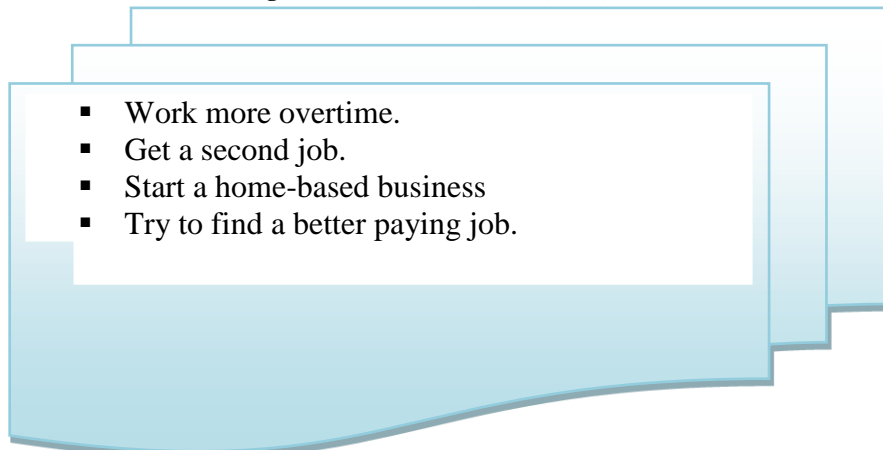 ▪ Work more overtime.
▪ Get a second job.
▪ Start a home-based business
▪ Try to find a better paying job.